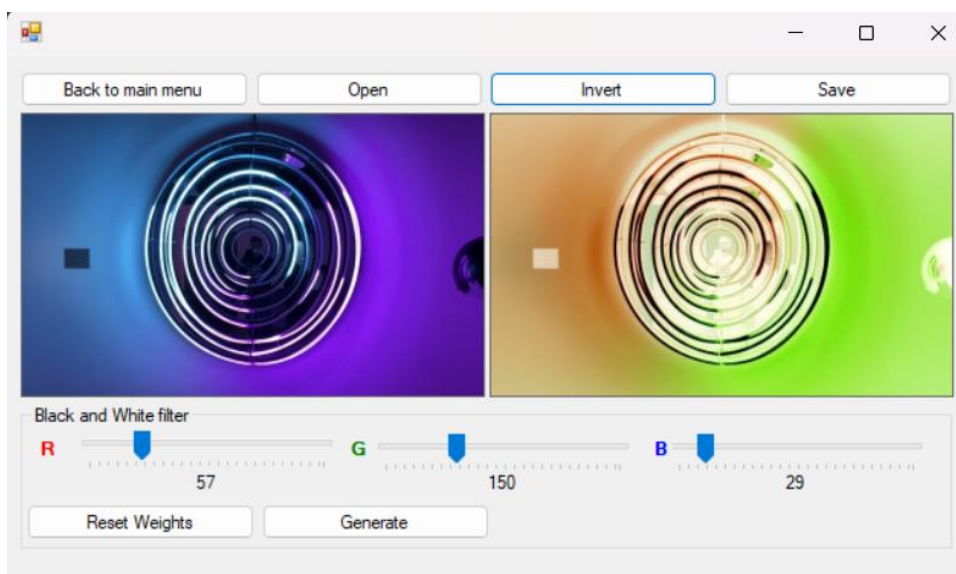 Back to main menu Open Invert Save
Black and White filter
R G B
57 150 29
Reset Weights Generate